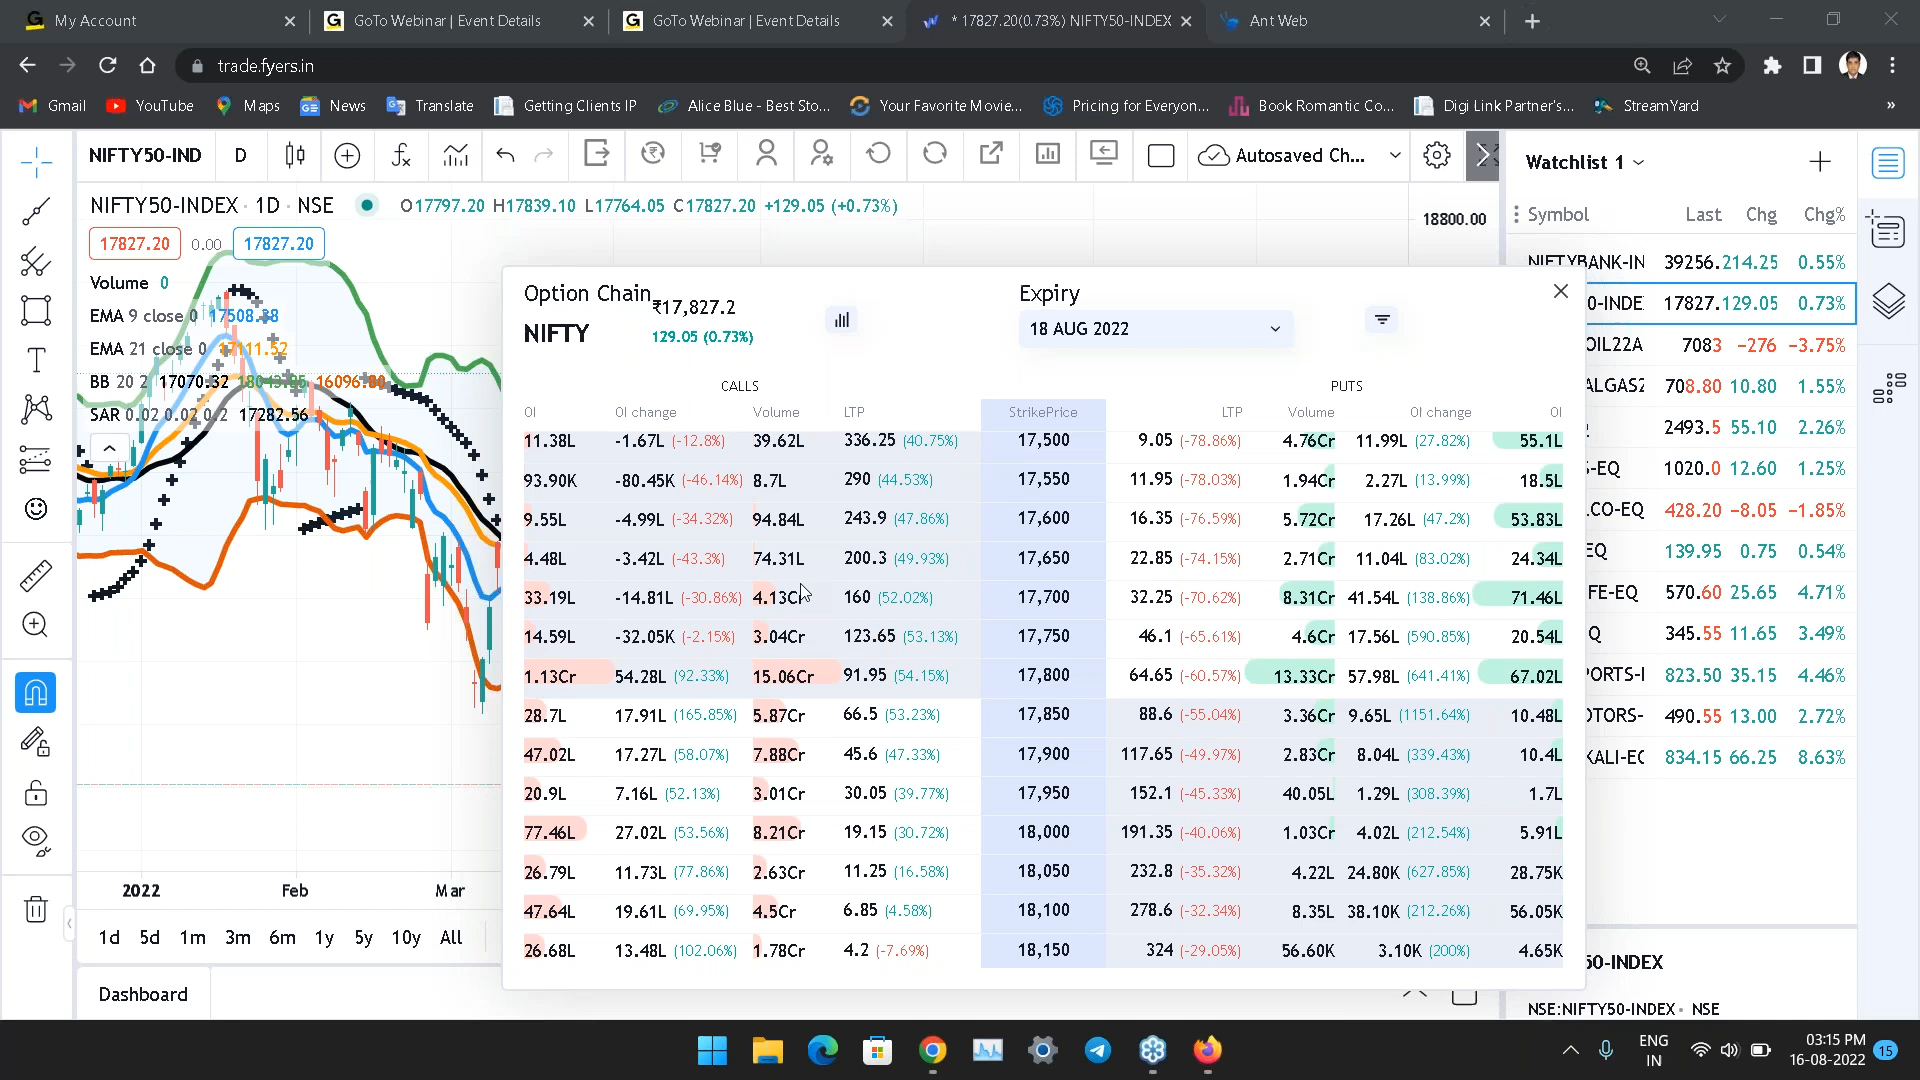 My Account
GoTo Webinar | Event Details
GoTo Webinar | Event Details
* 17827.20(0.73%) NIFTY50-INDEX
Ant Web
trade.fyers.in
Gmail YouTube Maps News Translate Getting Clients IP Alice Blue - Best Sto... Your Favorite Movie... Pricing for Everyon... Book Romantic Co... Digi Link Partner's... StreamYard »
NIFTY50-IND D Autosaved Ch... Watchlist 1
NIFTY50-INDEX · 1D · NSE O17797.20 H17839.10 L17764.05 C17827.20 +129.05 (+0.73%)
18800.00
Symbol Last Chg Chg%
17827.20 0.00 17827.20
Volume 0
EMA 9 close 0 17508.38
EMA 21 close 0 17111.52
BB 20 2 17070.32 18043.85 16096.80
SAR 0.02 0.02 0.2 17282.56
2022 Feb Mar
1d 5d 1m 3m 6m 1y 5y 10y All
Dashboard
Option Chain ₹17,827.2
NIFTY 129.05 (0.73%)
Expiry
18 AUG 2022
CALLS PUTS
OI OI change Volume LTP StrikePrice LTP Volume OI change OI
11.38L -1.67L (-12.8%) 39.62L 336.25 (40.75%) 17,500 9.05 (-78.86%) 4.76Cr 11.99L (27.82%) 55.1L
93.90K -80.45K (-46.14%) 8.7L 290 (44.53%) 17,550 11.95 (-78.03%) 1.94Cr 2.27L (13.99%) 18.5L
9.55L -4.99L (-34.32%) 94.84L 243.9 (47.86%) 17,600 16.35 (-76.59%) 5.72Cr 17.26L (47.2%) 53.83L
4.48L -3.42L (-43.3%) 74.31L 200.3 (49.93%) 17,650 22.85 (-74.15%) 2.71Cr 11.04L (83.02%) 24.34L
33.19L -14.81L (-30.86%) 4.13Cr 160 (52.02%) 17,700 32.25 (-70.62%) 8.31Cr 41.54L (138.86%) 71.46L
14.59L -32.05K (-2.15%) 3.04Cr 123.65 (53.13%) 17,750 46.1 (-65.61%) 4.6Cr 17.56L (590.85%) 20.54L
1.13Cr 54.28L (92.33%) 15.06Cr 91.95 (54.15%) 17,800 64.65 (-60.57%) 13.33Cr 57.98L (641.41%) 67.02L
28.7L 17.91L (165.85%) 5.87Cr 66.5 (53.23%) 17,850 88.6 (-55.04%) 3.36Cr 9.65L (1151.64%) 10.48L
47.02L 17.27L (58.07%) 7.88Cr 45.6 (47.33%) 17,900 117.65 (-49.97%) 2.83Cr 8.04L (339.43%) 10.4L
20.9L 7.16L (52.13%) 3.01Cr 30.05 (39.77%) 17,950 152.1 (-45.33%) 40.05L 1.29L (308.39%) 1.7L
77.46L 27.02L (53.56%) 8.21Cr 19.15 (30.72%) 18,000 191.35 (-40.06%) 1.03Cr 4.02L (212.54%) 5.91L
26.79L 11.73L (77.86%) 2.63Cr 11.25 (16.58%) 18,050 232.8 (-35.32%) 4.22L 24.80K (627.85%) 28.75K
47.64L 19.61L (69.95%) 4.5Cr 6.85 (4.58%) 18,100 278.6 (-32.34%) 8.35L 38.10K (212.26%) 56.05K
26.68L 13.48L (102.06%) 1.78Cr 4.2 (-7.69%) 18,150 324 (-29.05%) 56.60K 3.10K (200%) 4.65K
NIFTYBANK-IN 39256. 214.25 0.55%
0-INDE 17827. 129.05 0.73%
OIL22A 7083 -276 -3.75%
ALGAS2 708.80 10.80 1.55%
2493.5 55.10 2.26%
S-EQ 1020.0 12.60 1.25%
.CO-EQ 428.20 -8.05 -1.85%
EQ 139.95 0.75 0.54%
FE-EQ 570.60 25.65 4.71%
Q 345.55 11.65 3.49%
PORTS-I 823.50 35.15 4.46%
OTORS- 490.55 13.00 2.72%
KALI-EC 834.15 66.25 8.63%
50-INDEX
NSE:NIFTY50-INDEX • NSE
ENG
IN
03:15 PM
16-08-2022
15